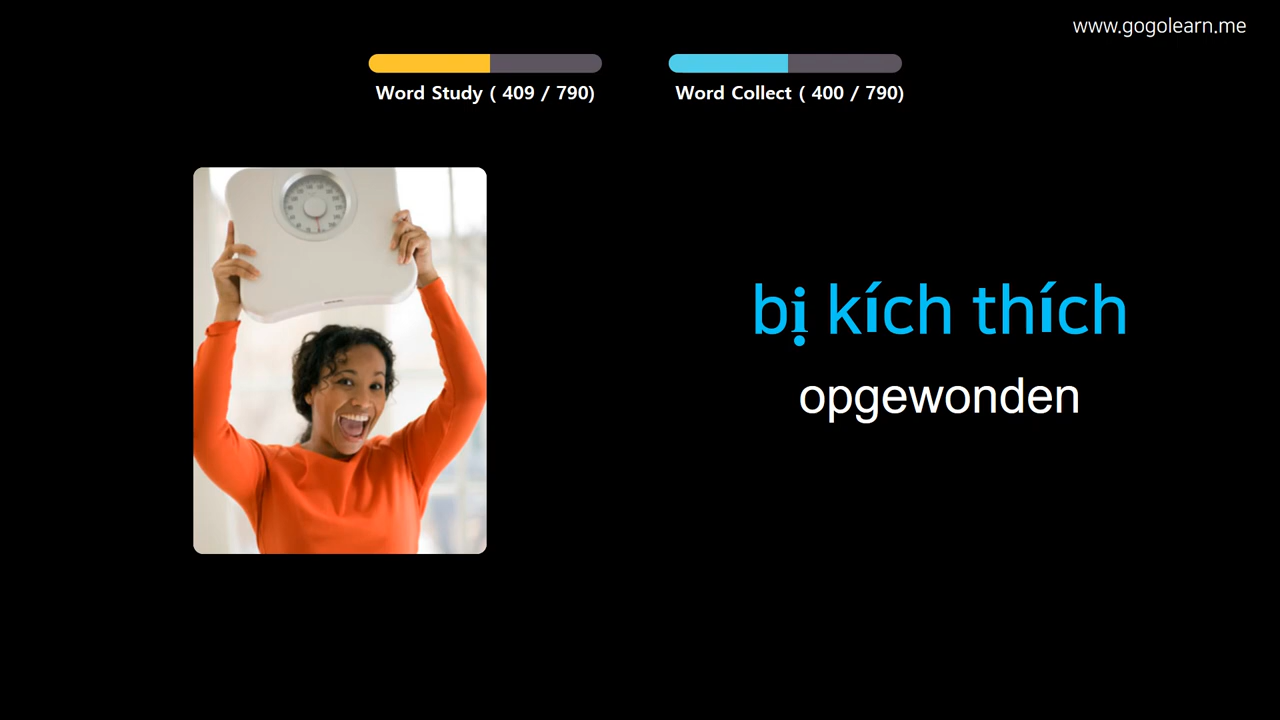 www.gogolearn.me
Word Study ( 409 / 790)
Word Collect ( 400 / 790)
bị kích thích
opgewonden